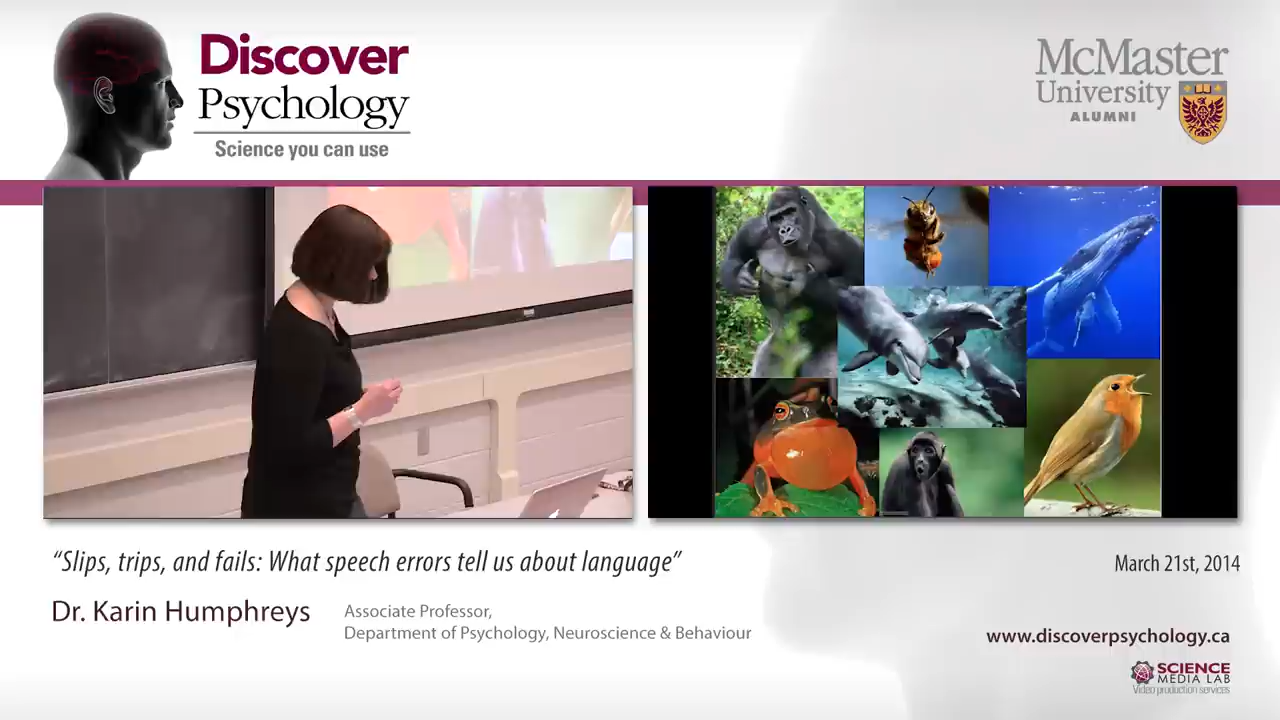 Discover
Psychology
Science you can use
McMaster
University
ALUMNI
“Slips, trips, and fails: What speech errors tell us about language”
March 21st, 2014
Dr. Karin Humphreys
Associate Professor,
Department of Psychology, Neuroscience & Behaviour
www.discoverpsychology.ca
SCIENCE
MEDIA LAB
Video production services